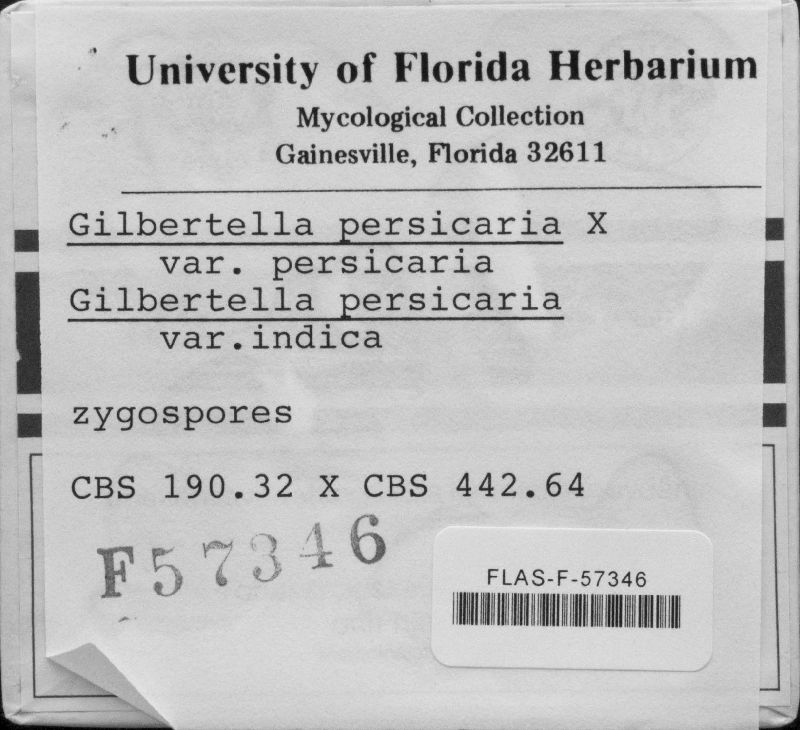 University of Florida Herbarium
Mycological Collection
Gainesville, Florida 32611
Gilbertella persicaria X
var. persicaria
Gilbertella persicaria
var.indica
zygospores
CBS 190.32 X CBS 442.64
F57346
FLAS-F-57346